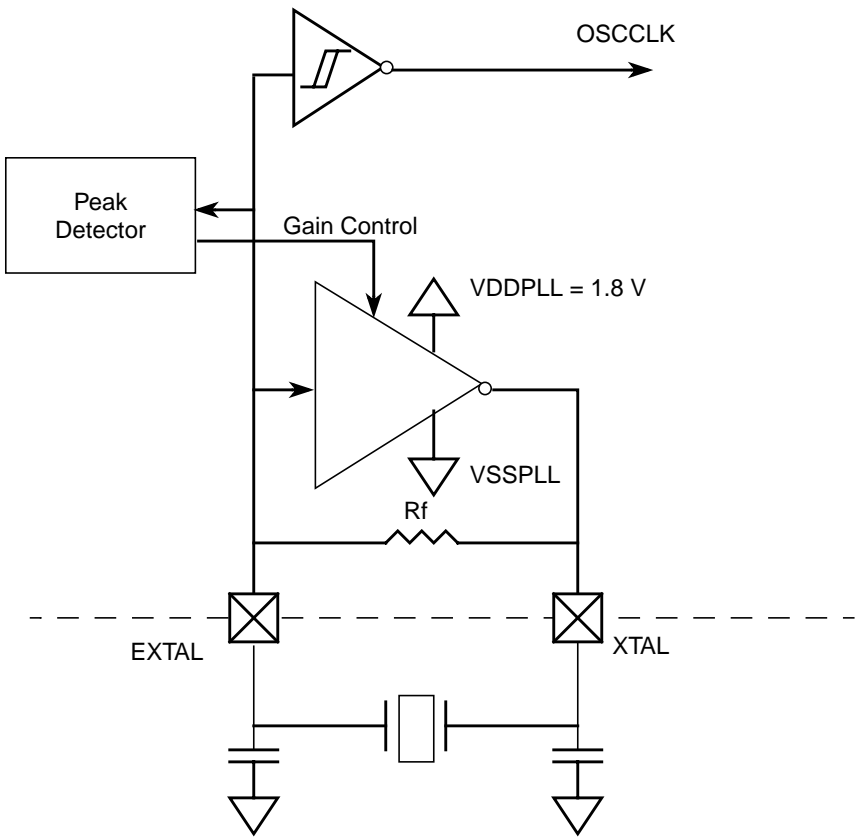 OSCCLK
Peak
Detector
Gain Control
VDDPLL = 1.8 V
VSSPLL
Rf
EXTAL
XTAL